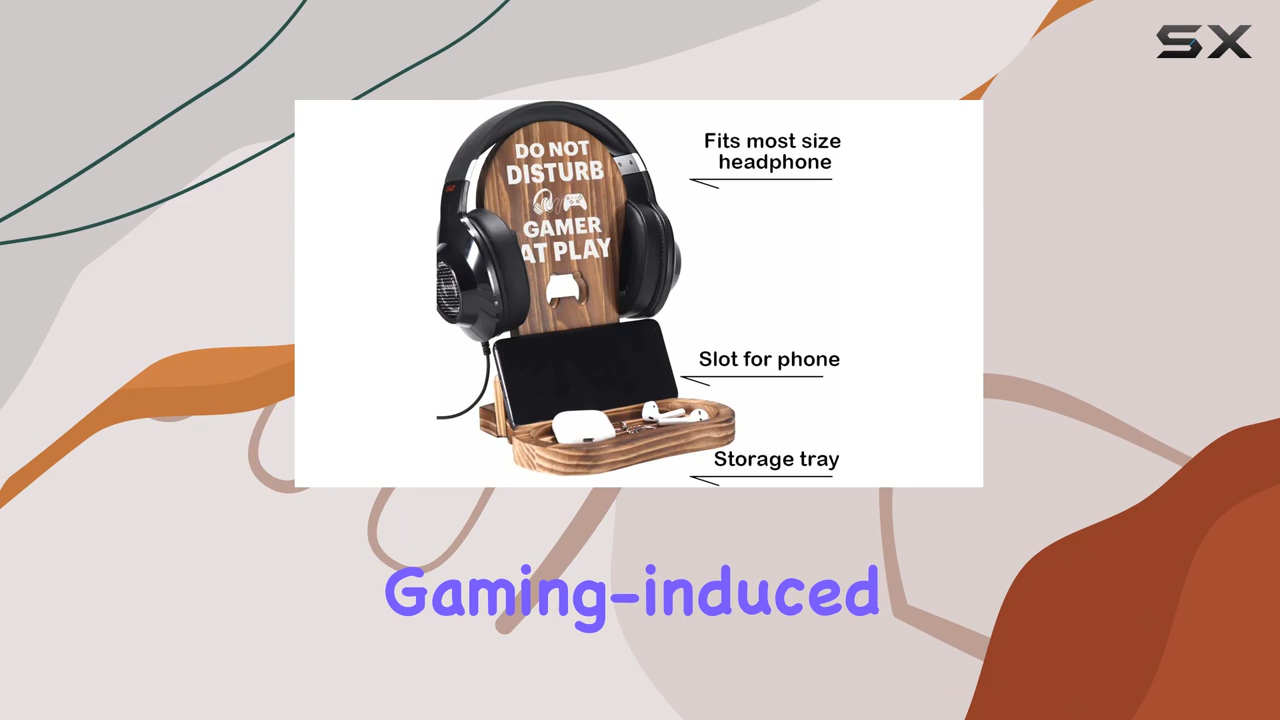 SX
DO NOT
DISTURB
GAMER
AT PLAY
Fits most size
headphone
Slot for phone
Storage tray
Gaming-induced